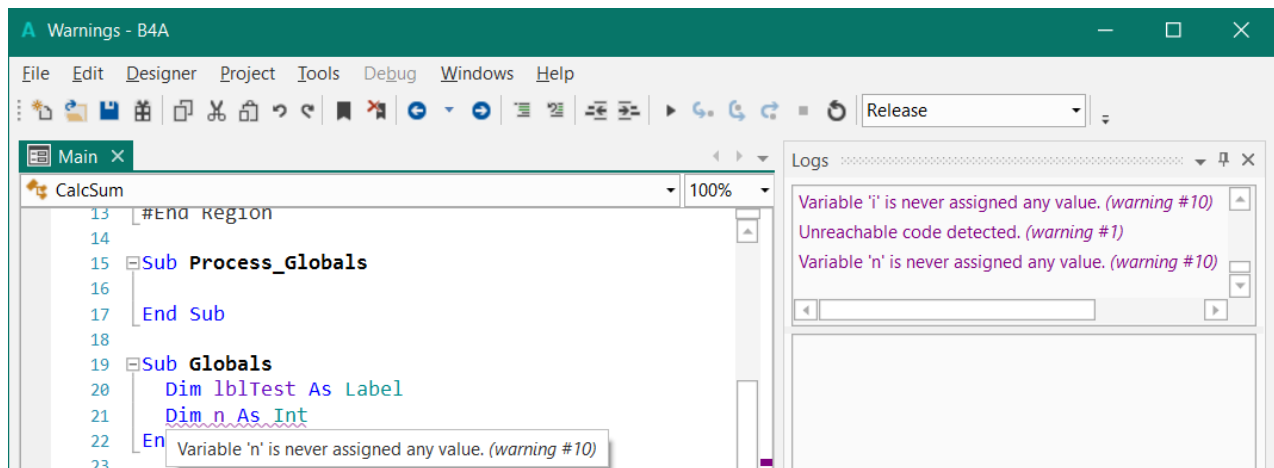 Warnings - B4A
File Edit Designer Project Tools Debug Windows Help
Release
Main
Logs
CalcSum 100%
13 #End Region
14
15 Sub Process_Globals
16
17 End Sub
18
19 Sub Globals
20 Dim lblTest As Label
21 Dim n As Int
22 En
23
Variable 'n' is never assigned any value. (warning #10)
Variable 'i' is never assigned any value. (warning #10)
Unreachable code detected. (warning #1)
Variable 'n' is never assigned any value. (warning #10)